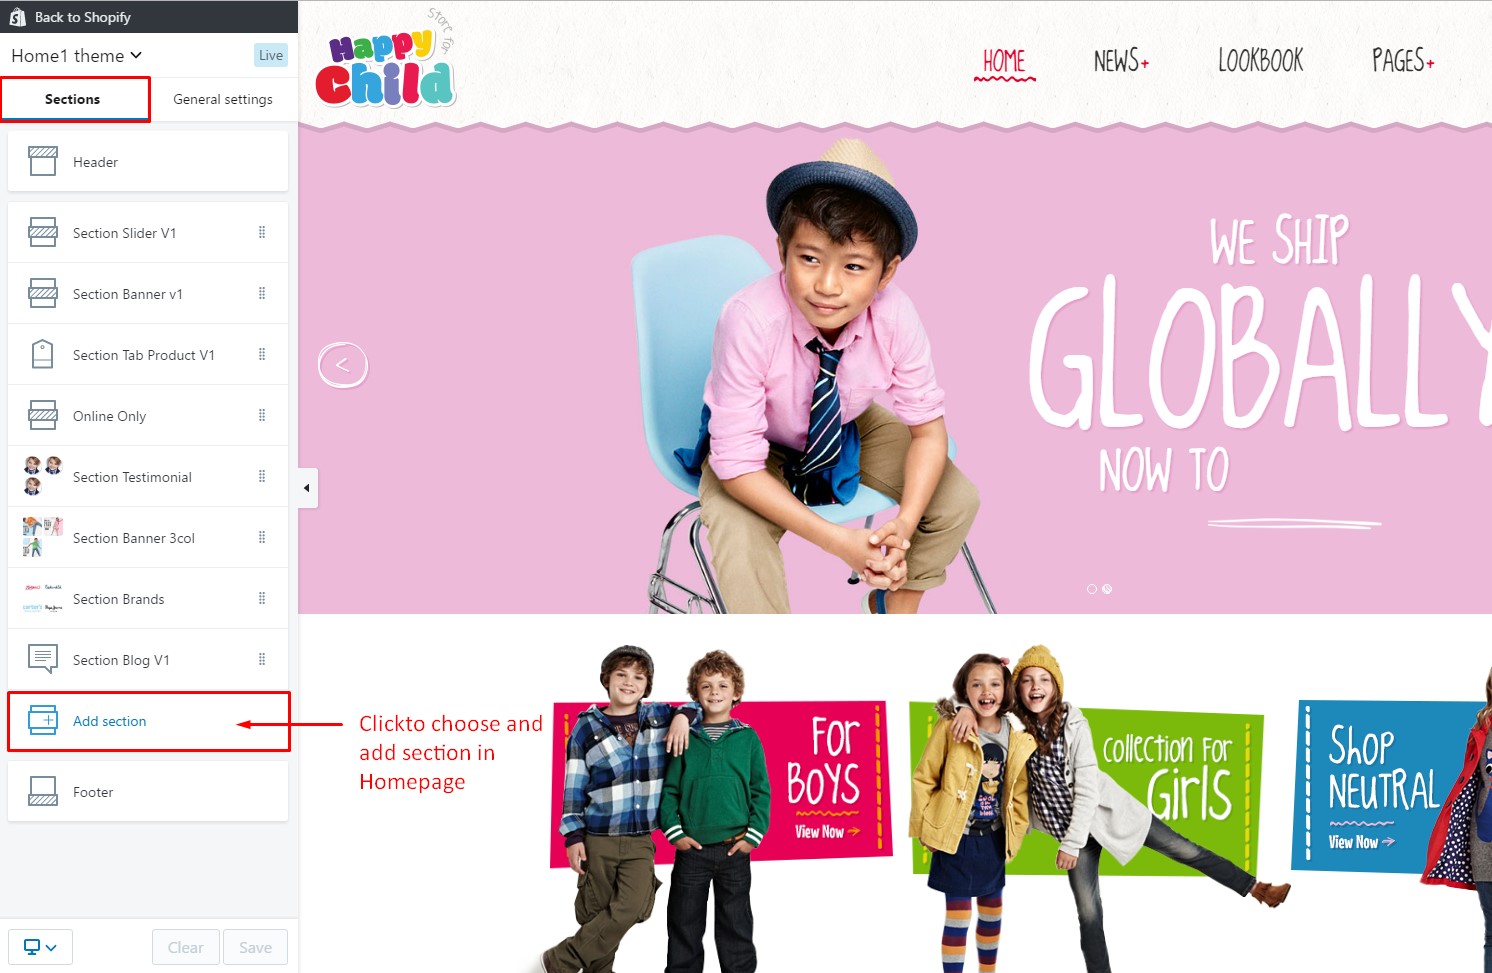 Back to Shopify
Home1 theme
Live
Sections
General settings
Header
Section Slider V1
Section Banner v1
Section Tab Product V1
Online Only
Section Testimonial
Section Banner 3col
Section Brands
Section Blog V1
Add section
Footer
Clear
Save
Clickto choose and
add section in
Homepage
Store for
Happy
Child
HOME
NEWS+
LOOKBOOK
PAGES+
<
WE SHIP
GLOBALLY
NOW TO
FOR
BOYS
View Now
COLLECTION FOR
GIRLS
SHOP
NEUTRAL
View Now